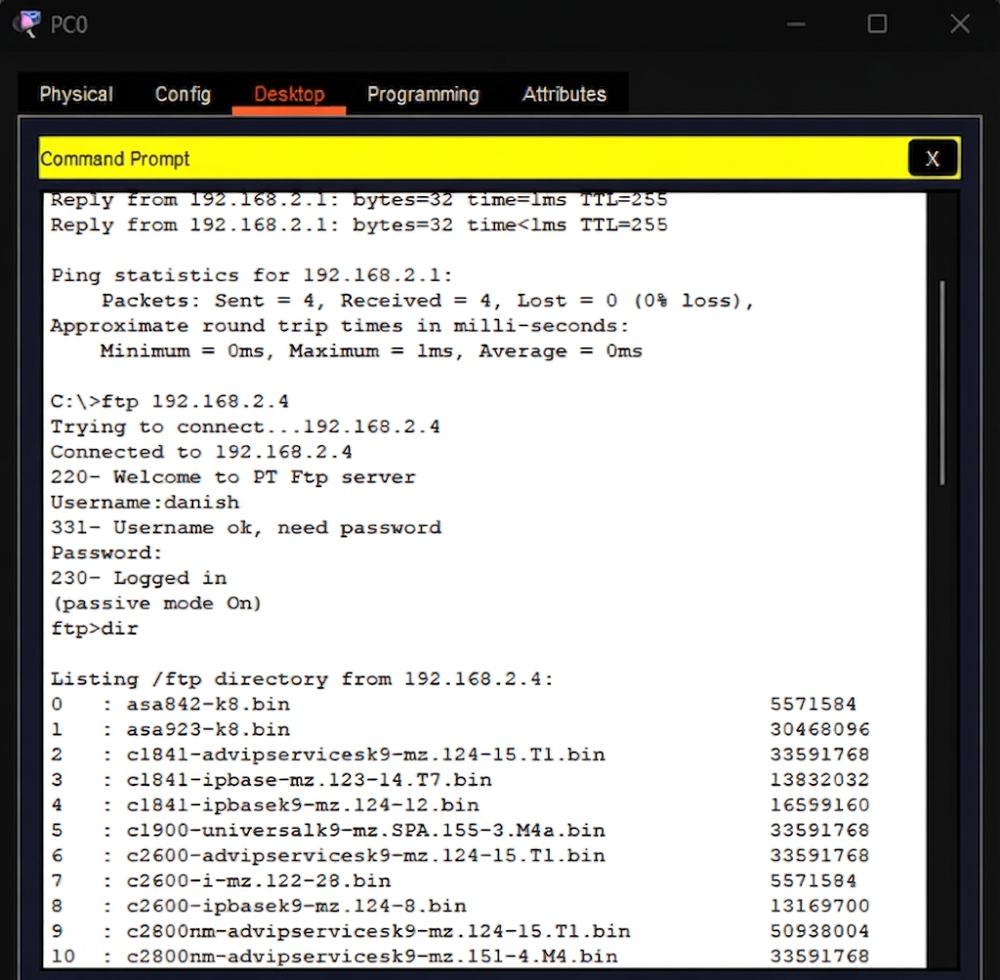 PC0
Physical Config Desktop Programming Attributes
Command Prompt X
Reply from 192.168.2.1: bytes=32 time=1ms TTL=255
Reply from 192.168.2.1: bytes=32 time<1ms TTL=255
Ping statistics for 192.168.2.1:
Packets: Sent = 4, Received = 4, Lost = 0 (0% loss),
Approximate round trip times in milli-seconds:
Minimum = 0ms, Maximum = 1ms, Average = 0ms
C:\>ftp 192.168.2.4
Trying to connect...192.168.2.4
Connected to 192.168.2.4
220- Welcome to PT Ftp server
Username:danish
331- Username ok, need password
Password:
230- Logged in
(passive mode On)
ftp>dir
Listing /ftp directory from 192.168.2.4:
0 : asa842-k8.bin 5571584
1 : asa923-k8.bin 30468096
2 : c1841-advipservicesk9-mz.124-15.T1.bin 33591768
3 : c1841-ipbase-mz.123-14.T7.bin 13832032
4 : c1841-ipbasek9-mz.124-12.bin 16599160
5 : c1900-universalk9-mz.SPA.155-3.M4a.bin 33591768
6 : c2600-advipservicesk9-mz.124-15.T1.bin 33591768
7 : c2600-i-mz.122-28.bin 5571584
8 : c2600-ipbasek9-mz.124-8.bin 13169700
9 : c2800nm-advipservicesk9-mz.124-15.T1.bin 50938004
10 : c2800nm-advipservicesk9-mz.151-4.M4.bin 33591768